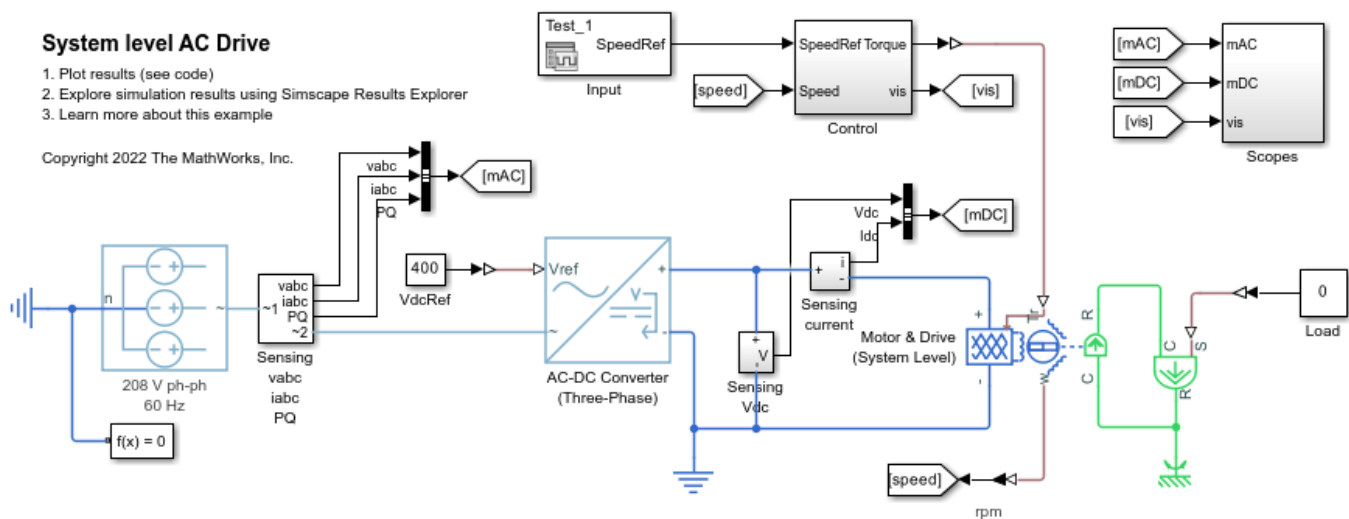 System level AC Drive
1. Plot results (see code)
2. Explore simulation results using Simscape Results Explorer
3. Learn more about this example
Copyright 2022 The MathWorks, Inc.
Test_1
SpeedRef
Input
[speed]
SpeedRef Torque
Speed
vis
Control
[vis]
[mAC]
[mDC]
[vis]
mAC
mDC
vis
Scopes
vabc
iabc
PQ
[mAC]
Vdc
Idc
[mDC]
n
~
208 V ph-ph
60 Hz
f(x) = 0
~1
vabc
iabc
PQ
~2
Sensing
vabc
iabc
PQ
400
VdcRef
Vref
+
~
-
V
AC-DC Converter
(Three-Phase)
+
V
-
Sensing
Vdc
+
i
-
Sensing
current
Motor & Drive
(System Level)
+
-
Tr
w
R
C
C
S
R
0
Load
[speed]
rpm